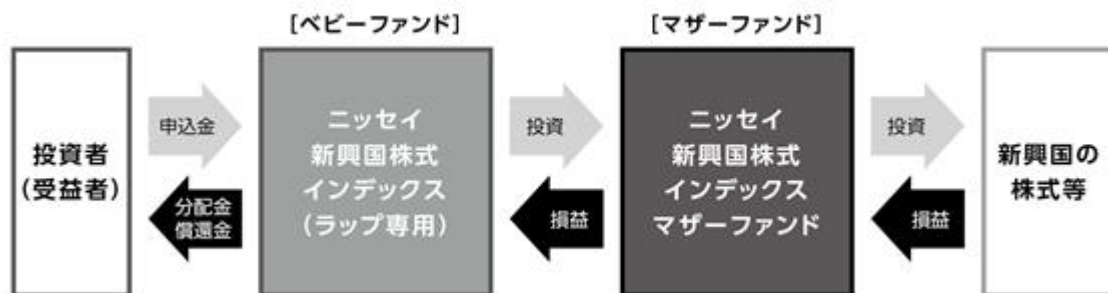 [ベビーファンド]
[マザーファンド]
投資者
(受益者)
申込金
分配金
償還金
ニッセイ
新興国株式
インデックス
(ラップ専用)
投資
損益
ニッセイ
新興国株式
インデックス
マザーファンド
投資
損益
新興国の
株式等